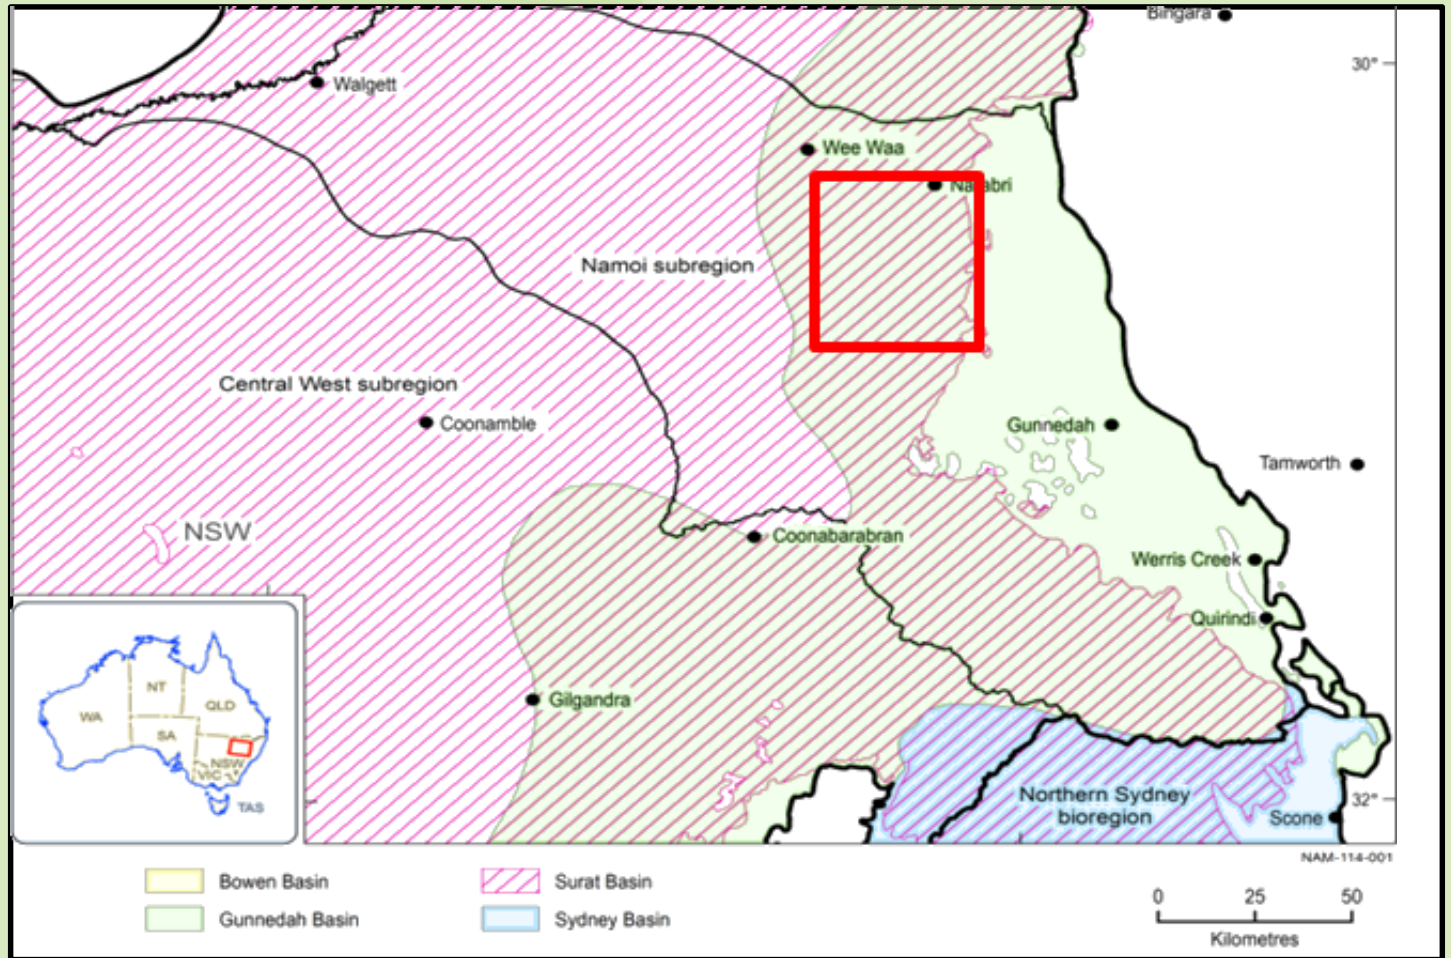 Bingara
30°
Walgett
Wee Waa
Narrabri
Namoi subregion
Central West subregion
Coonamble
Gunnedah
Tamworth
NSW
Coonabarabran
Werris Creek
Quirindi
Gilgandra
Northern Sydney
bioregion
32°
Scone
NT
QLD
WA
SA
NSW
VIC
TAS
NAM-114-001
Bowen Basin
Surat Basin
Gunnedah Basin
Sydney Basin
0 25 50
Kilometres